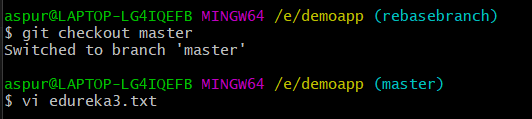 aspur@LAPTOP-LG4IQEFB MINGW64 /e/demoapp (rebasebranch)
$ git checkout master
Switched to branch 'master'
aspur@LAPTOP-LG4IQEFB MINGW64 /e/demoapp (master)
$ vi edureka3.txt